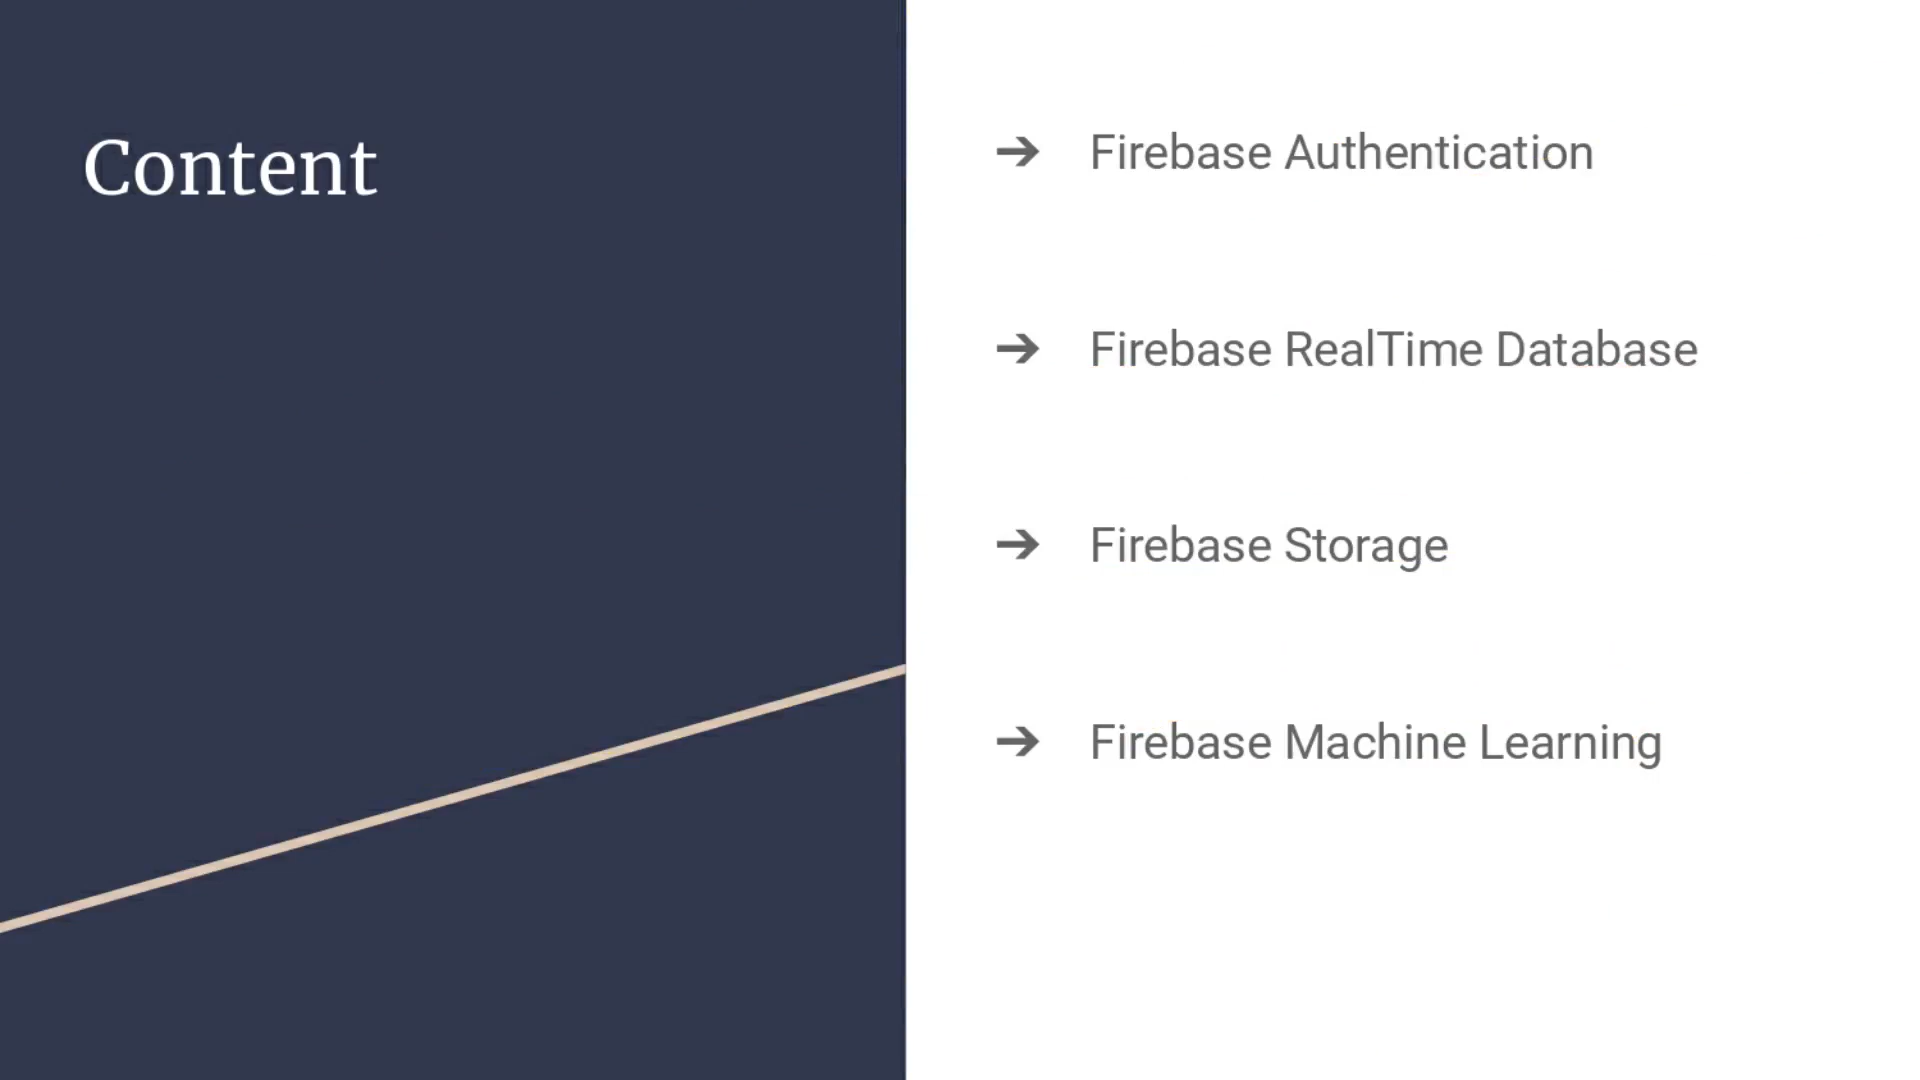 Content
➔ Firebase Authentication
➔ Firebase RealTime Database
➔ Firebase Storage
➔ Firebase Machine Learning